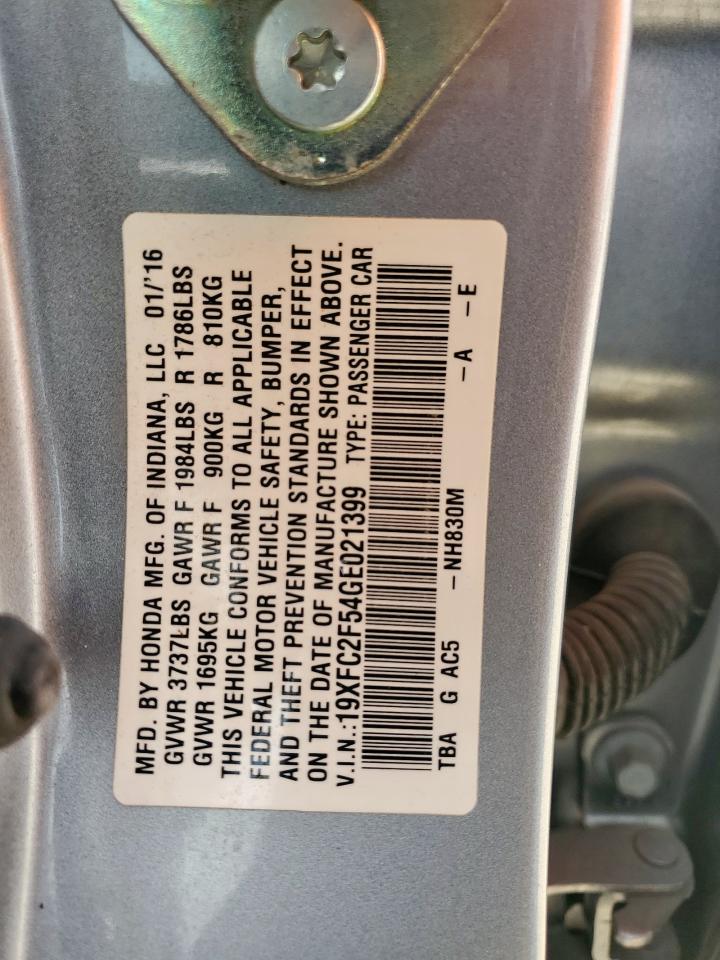 MFD. BY HONDA MFG. OF INDIANA, LLC 01/'16
GVWR 3737LBS GAWR F 1984LBS R 1786LBS
GVWR 1695KG GAWR F 900KG R 810KG
THIS VEHICLE CONFORMS TO ALL APPLICABLE
FEDERAL MOTOR VEHICLE SAFETY, BUMPER,
AND THEFT PREVENTION STANDARDS IN EFFECT
ON THE DATE OF MANUFACTURE SHOWN ABOVE.
V.I.N.:19XFC2F54GE021399 TYPE: PASSENGER CAR
TBA G AC5 -NH830M -A -E